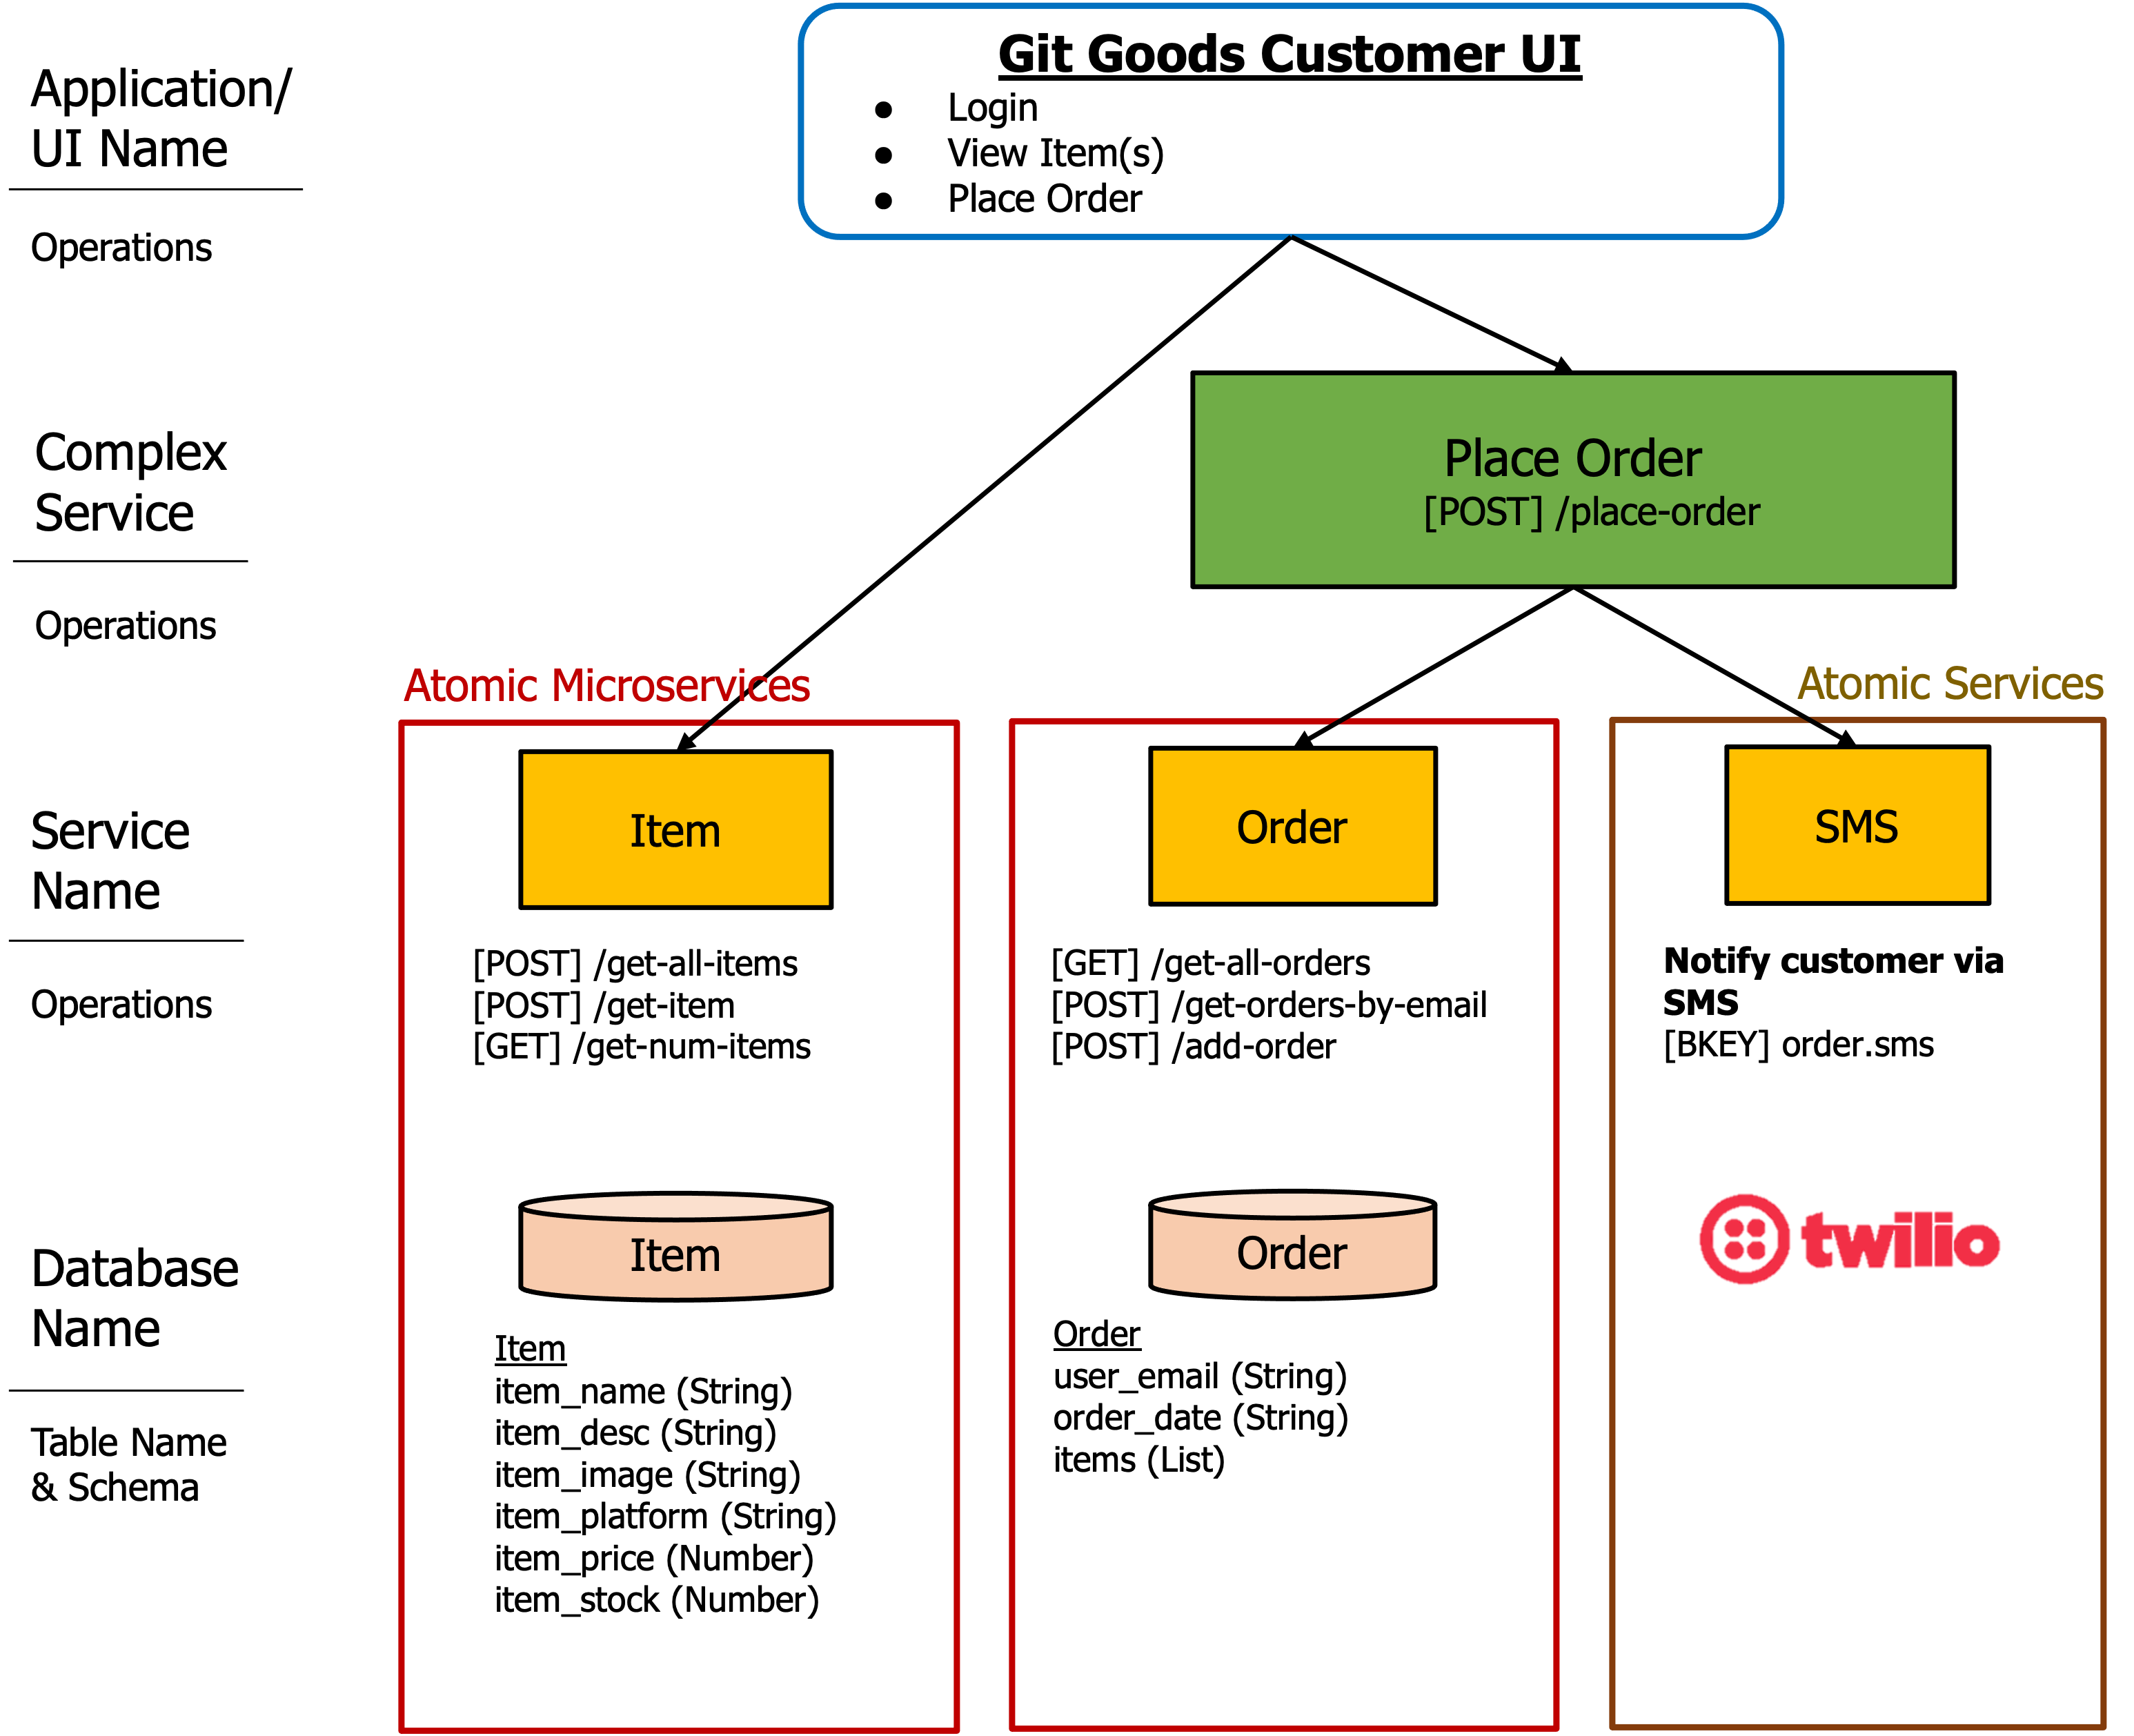 Git Goods Customer UI
● Login
● View Item(s)
● Place Order
Application/
UI Name
Operations
Complex
Service
Operations
Place Order
[POST] /place-order
Atomic Microservices
Atomic Services
Service
Name
Operations
Item
[POST] /get-all-items
[POST] /get-item
[GET] /get-num-items
Order
[GET] /get-all-orders
[POST] /get-orders-by-email
[POST] /add-order
SMS
Notify customer via
SMS
[BKEY] order.sms
Database
Name
Table Name
& Schema
Item
Item
item_name (String)
item_desc (String)
item_image (String)
item_platform (String)
item_price (Number)
item_stock (Number)
Order
Order
user_email (String)
order_date (String)
items (List)
twilio